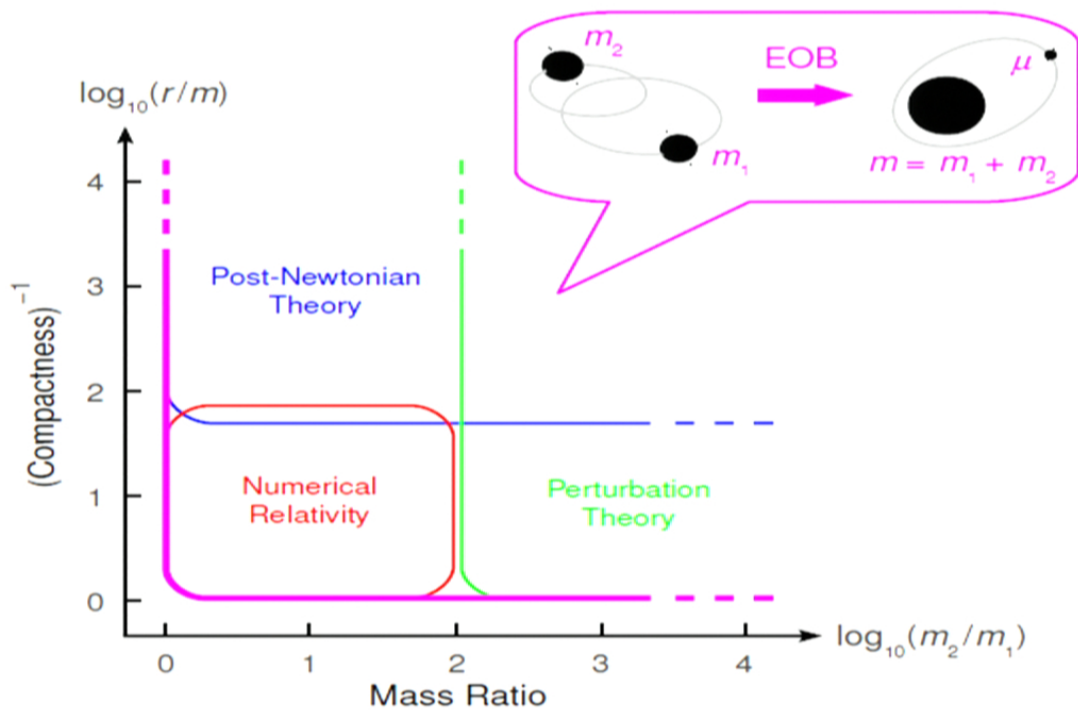 m₂
EOB
μ
m₁
m = m₁ + m₂
log₁₀(r/m)
4
3
2
1
0
(Compactness)⁻¹
Post-Newtonian
Theory
Numerical
Relativity
Perturbation
Theory
0 1 2 3 4
log₁₀(m₂/m₁)
Mass Ratio